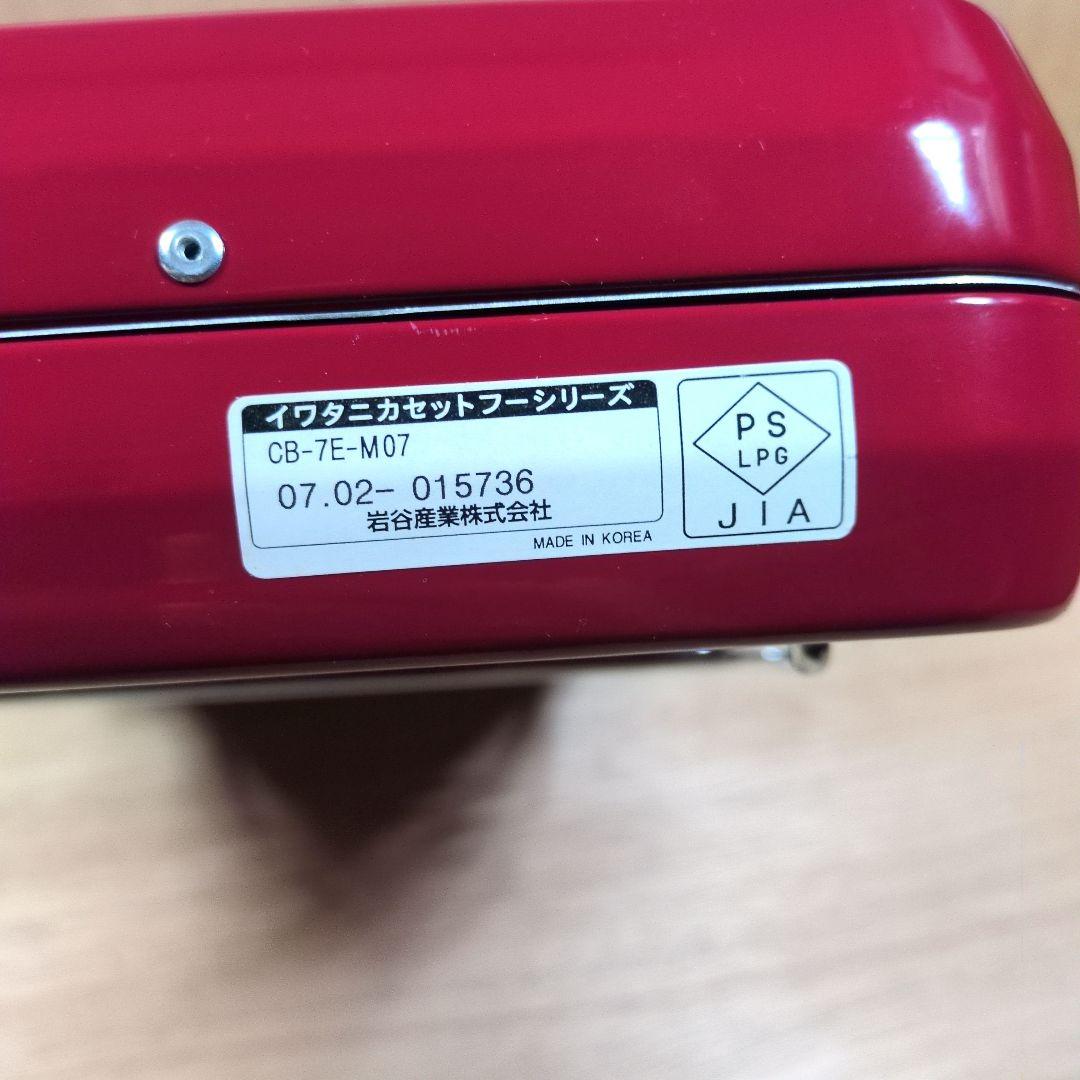 イワタニカセットフーシリーズ
CB-7E-M07
07.02- 015736
岩谷産業株式会社
MADE IN KOREA
PS
LPG
JIA